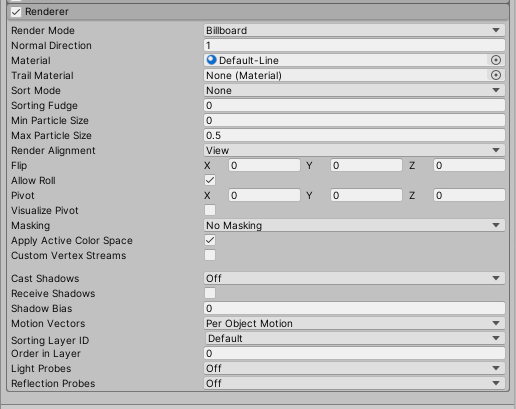 Renderer
Render Mode Billboard
Normal Direction 1
Material Default-Line
Trail Material None (Material)
Sort Mode None
Sorting Fudge 0
Min Particle Size 0
Max Particle Size 0.5
Render Alignment View
Flip X 0 Y 0 Z 0
Allow Roll
Pivot X 0 Y 0 Z 0
Visualize Pivot
Masking No Masking
Apply Active Color Space
Custom Vertex Streams
Cast Shadows Off
Receive Shadows
Shadow Bias 0
Motion Vectors Per Object Motion
Sorting Layer ID Default
Order in Layer 0
Light Probes Off
Reflection Probes Off